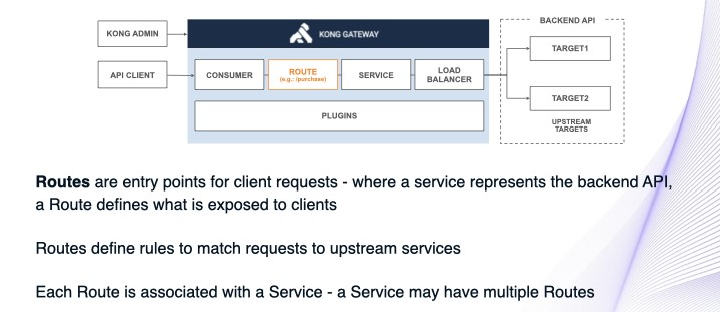 BACKEND API
KONG ADMIN
KONG GATEWAY
TARGET1
API CLIENT
CONSUMER
ROUTE
(e.g.: /purchase)
SERVICE
LOAD
BALANCER
TARGET2
PLUGINS
UPSTREAM
TARGETS
Routes are entry points for client requests - where a service represents the backend API,
a Route defines what is exposed to clients
Routes define rules to match requests to upstream services
Each Route is associated with a Service - a Service may have multiple Routes